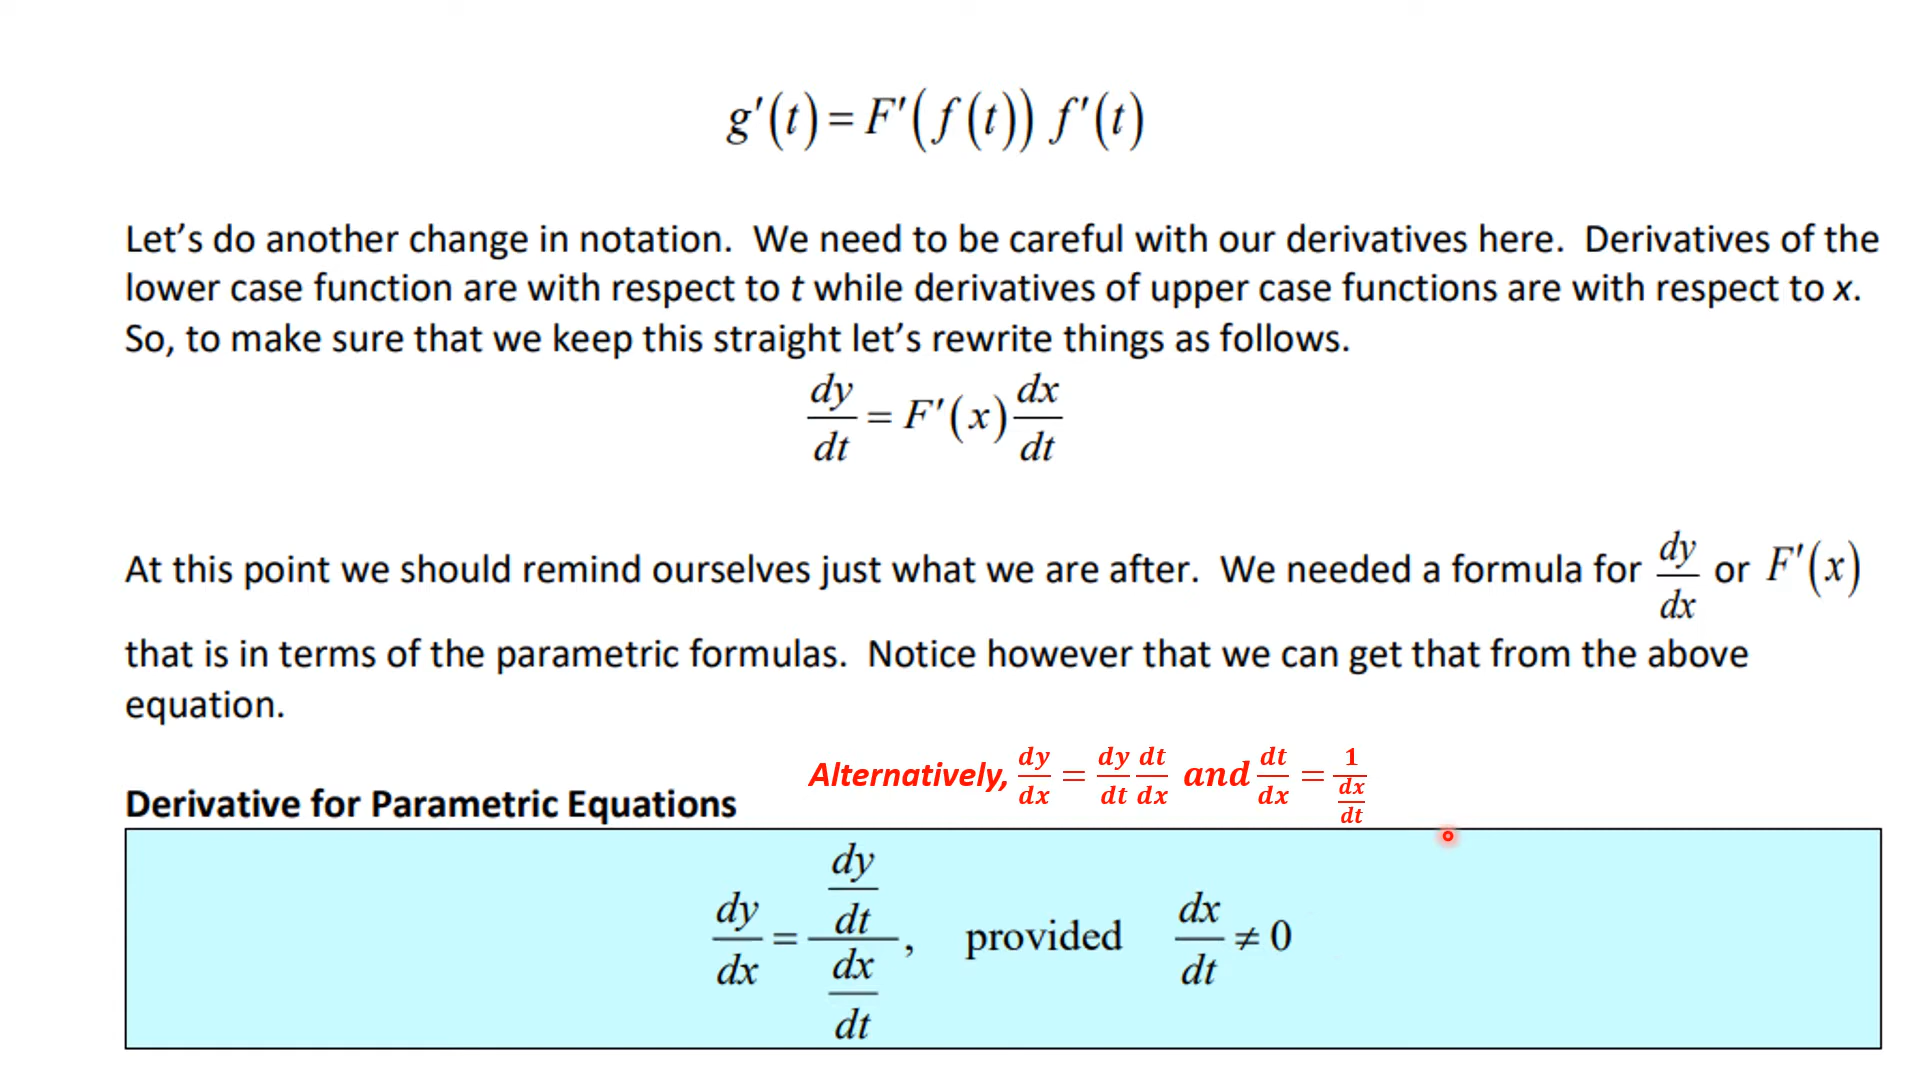 g′(t) = F′(f(t)) f′(t)
Let’s do another change in notation. We need to be careful with our derivatives here. Derivatives of the
lower case function are with respect to t while derivatives of upper case functions are with respect to x.
So, to make sure that we keep this straight let’s rewrite things as follows.
dy/dt = F′(x) dx/dt
At this point we should remind ourselves just what we are after. We needed a formula for dy/dx or F′(x)
that is in terms of the parametric formulas. Notice however that we can get that from the above
equation.
Alternatively, dy/dx = dy/dt dt/dx and dt/dx = 1/(dx/dt)
Derivative for Parametric Equations
dy/dx = (dy/dt)/(dx/dt), provided dx/dt ≠ 0